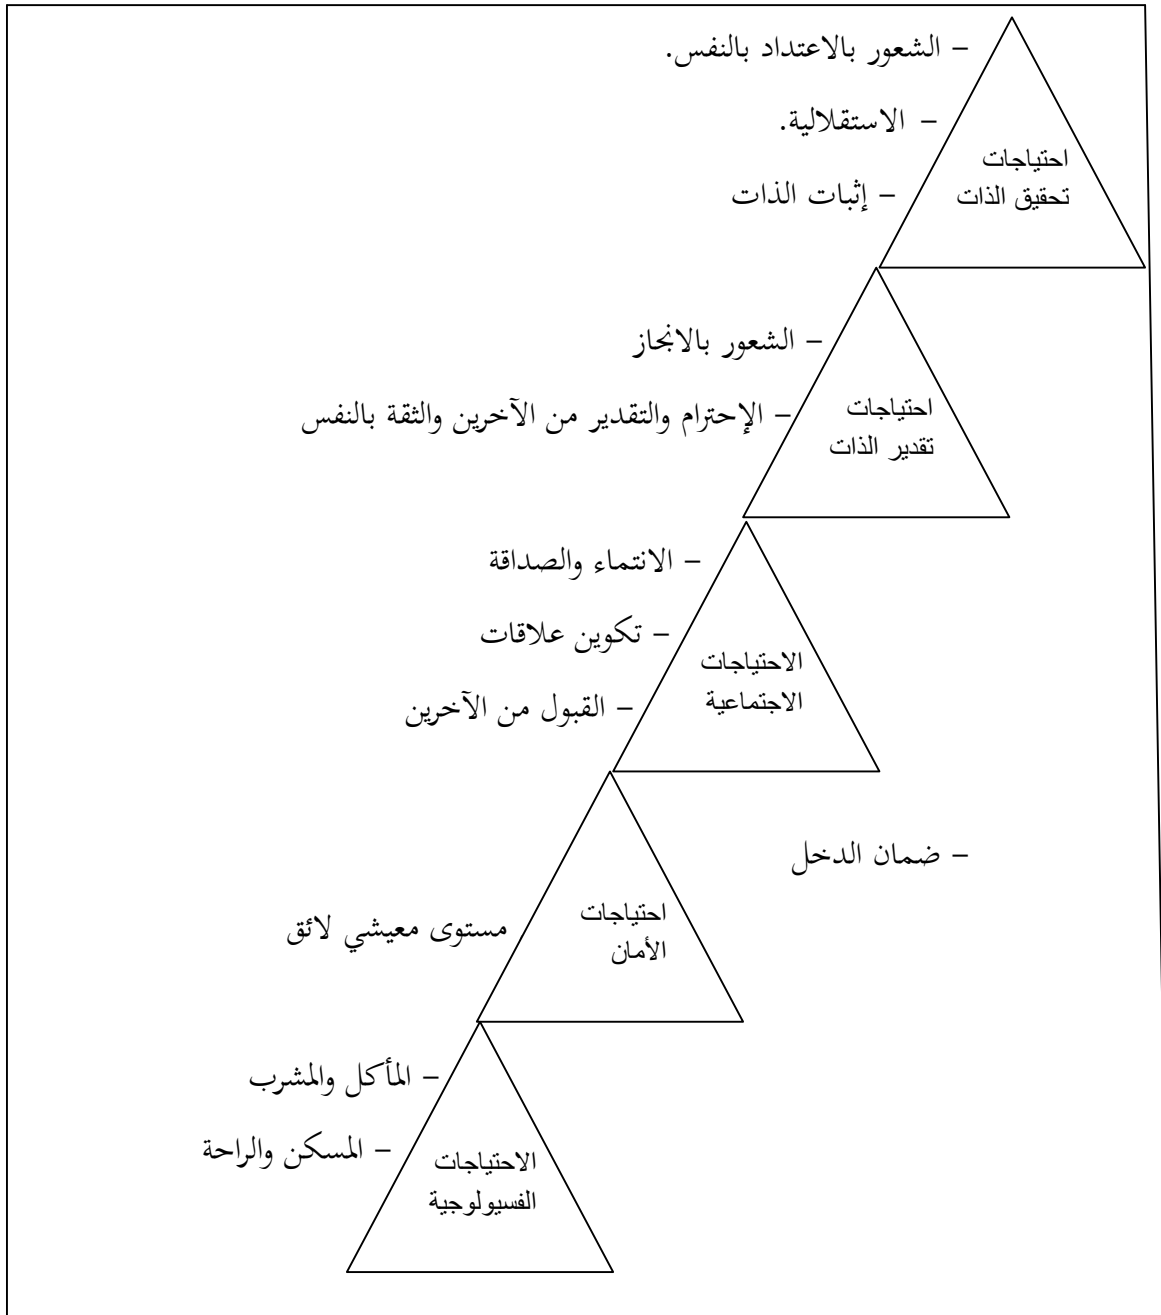 – الشعور بالاعتداد بالنفس.
– الاستقلالية.
احتياجات
تحقيق الذات
– إثبات الذات
– الشعور بالانجاز
احتياجات
تقدير الذات
– الإحترام والتقدير من الآخرين والثقة بالنفس
– الانتماء والصداقة
– تكوين علاقات
الاحتياجات
الاجتماعية
– القبول من الآخرين
– ضمان الدخل
احتياجات
الأمان
مستوى معيشي لائق
– المأكل والمشرب
– المسكن والراحة
الاحتياجات
الفسيولوجية